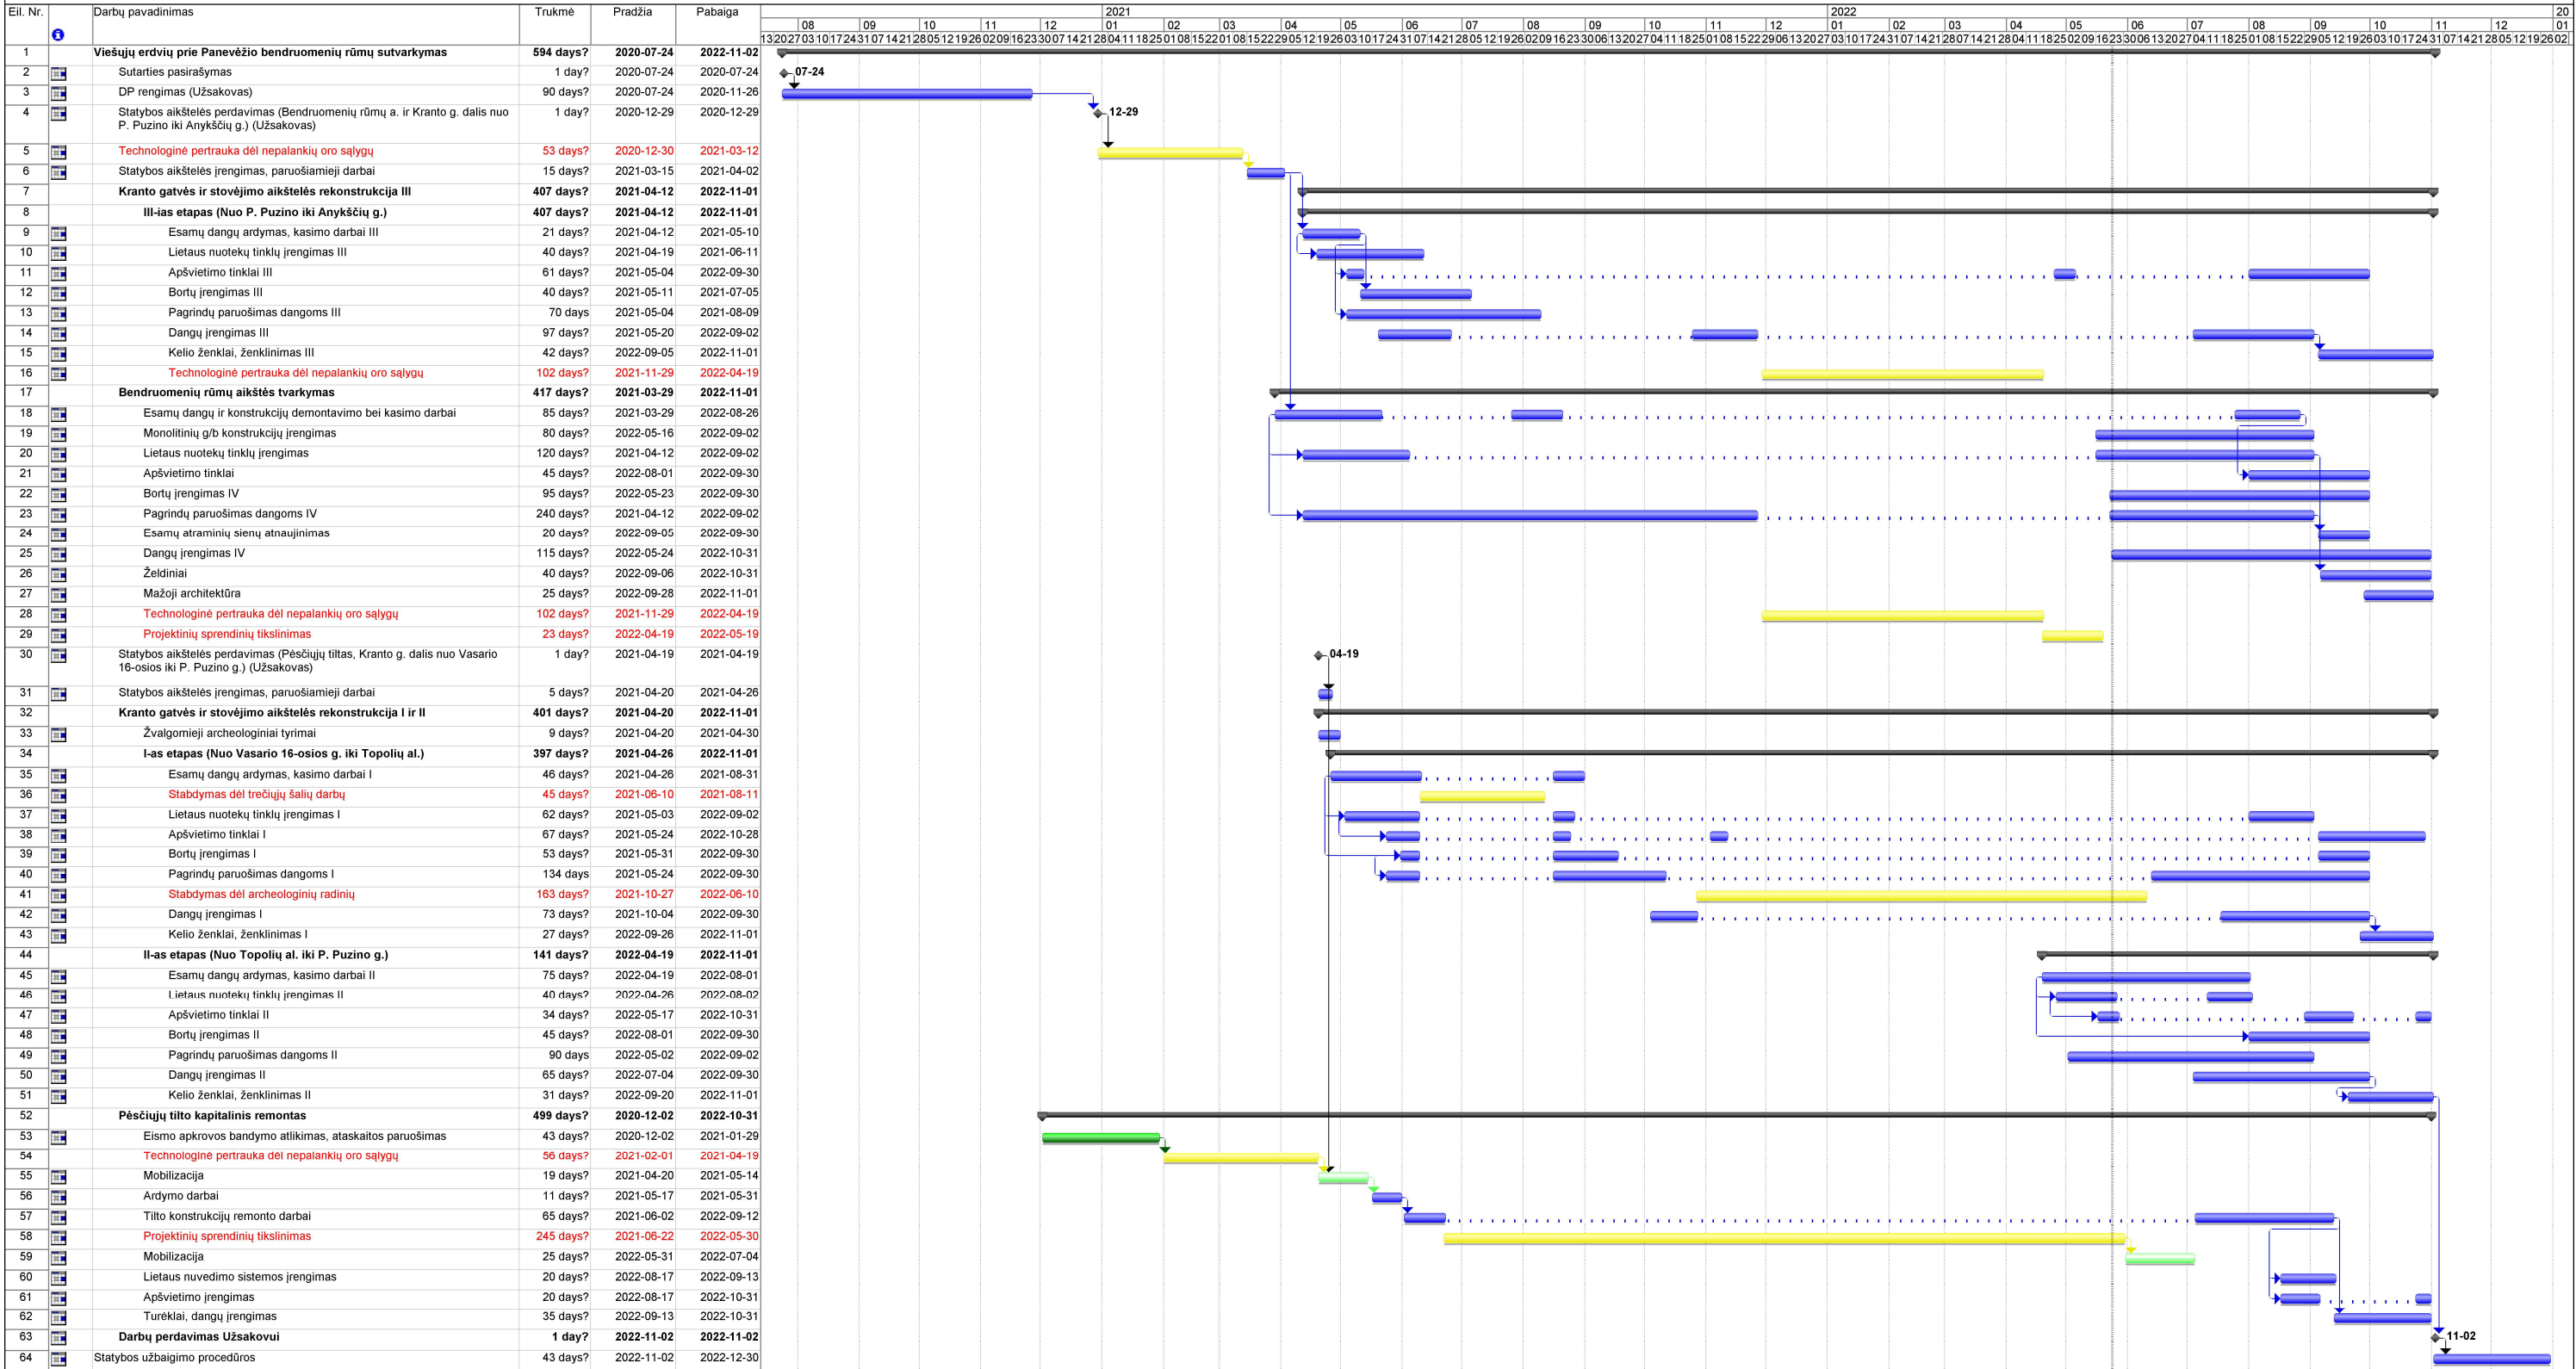 Eil. Nr. Darbų pavadinimas Trukmė Pradžia Pabaiga
2021 2022 20
08 09 10 11 12 01 02 03 04 05 06 07 08 09 10 11 12 01 02 03 04 05 06 07 08 09 10 11 12 01
1 Viešųjų erdvių prie Panevėžio bendruomenių rūmų sutvarkymas 594 days? 2020-07-24 2022-11-02
2 Sutarties pasirašymas 1 day? 2020-07-24 2020-07-24 07-24
3 DP rengimas (Užsakovas) 90 days? 2020-07-24 2020-11-26
4 Statybos aikštelės perdavimas (Bendruomenių rūmų a. ir Kranto g. dalis nuo 1 day? 2020-12-29 2020-12-29 12-29
P. Puzino iki Anykščių g.) (Užsakovas)
5 Technologinė pertrauka dėl nepalankių oro sąlygų 53 days? 2020-12-30 2021-03-12
6 Statybos aikštelės įrengimas, paruošiamieji darbai 15 days? 2021-03-15 2021-04-02
7 Kranto gatvės ir stovėjimo aikštelės rekonstrukcija III 407 days? 2021-04-12 2022-11-01
8 III-ias etapas (Nuo P. Puzino iki Anykščių g.) 407 days? 2021-04-12 2022-11-01
9 Esamų dangų ardymas, kasimo darbai III 21 days? 2021-04-12 2021-05-10
10 Lietaus nuotekų tinklų įrengimas III 40 days? 2021-04-19 2021-06-11
11 Apšvietimo tinklai III 61 days? 2021-05-04 2022-09-30
12 Bortų įrengimas III 40 days? 2021-05-11 2021-07-05
13 Pagrindų paruošimas dangoms III 70 days 2021-05-04 2021-08-09
14 Dangų įrengimas III 97 days? 2021-05-20 2022-09-02
15 Kelio ženklai, ženklinimas III 42 days? 2022-09-05 2022-11-01
16 Technologinė pertrauka dėl nepalankių oro sąlygų 102 days? 2021-11-29 2022-04-19
17 Bendruomenių rūmų aikštės tvarkymas 417 days? 2021-03-29 2022-11-01
18 Esamų dangų ir konstrukcijų demontavimo bei kasimo darbai 85 days? 2021-03-29 2022-08-26
19 Monolitinių g/b konstrukcijų įrengimas 80 days? 2022-05-16 2022-09-02
20 Lietaus nuotekų tinklų įrengimas 120 days? 2021-04-12 2022-09-02
21 Apšvietimo tinklai 45 days? 2022-08-01 2022-09-30
22 Bortų įrengimas IV 95 days? 2022-05-23 2022-09-30
23 Pagrindų paruošimas dangoms IV 240 days? 2021-04-12 2022-09-02
24 Esamų atraminių sienų atnaujinimas 20 days? 2022-09-05 2022-09-30
25 Dangų įrengimas IV 115 days? 2022-05-24 2022-10-31
26 Želdiniai 40 days? 2022-09-06 2022-10-31
27 Mažoji architektūra 25 days? 2022-09-28 2022-11-01
28 Technologinė pertrauka dėl nepalankių oro sąlygų 102 days? 2021-11-29 2022-04-19
29 Projektinių sprendinių tikslinimas 23 days? 2022-04-19 2022-05-19
30 Statybos aikštelės perdavimas (Pėsčiųjų tiltas, Kranto g. dalis nuo Vasario 1 day? 2021-04-19 2021-04-19 04-19
16-osios iki P. Puzino g.) (Užsakovas)
31 Statybos aikštelės įrengimas, paruošiamieji darbai 5 days? 2021-04-20 2021-04-26
32 Kranto gatvės ir stovėjimo aikštelės rekonstrukcija I ir II 401 days? 2021-04-20 2022-11-01
33 Žvalgomieji archeologiniai tyrimai 9 days? 2021-04-20 2021-04-30
34 I-as etapas (Nuo Vasario 16-osios g. iki Topolių al.) 397 days? 2021-04-26 2022-11-01
35 Esamų dangų ardymas, kasimo darbai I 46 days? 2021-04-26 2021-08-31
36 Stabdymas dėl trečiųjų šalių darbų 45 days? 2021-06-10 2021-08-11
37 Lietaus nuotekų tinklų įrengimas I 62 days? 2021-05-03 2022-09-02
38 Apšvietimo tinklai I 67 days? 2021-05-24 2022-10-28
39 Bortų įrengimas I 53 days? 2021-05-31 2022-09-30
40 Pagrindų paruošimas dangoms I 134 days 2021-05-24 2022-09-30
41 Stabdymas dėl archeologinių radinių 163 days? 2021-10-27 2022-06-10
42 Dangų įrengimas I 73 days? 2021-10-04 2022-09-30
43 Kelio ženklai, ženklinimas I 27 days? 2022-09-26 2022-11-01
44 II-as etapas (Nuo Topolių al. iki P. Puzino g.) 141 days? 2022-04-19 2022-11-01
45 Esamų dangų ardymas, kasimo darbai II 75 days? 2022-04-19 2022-08-01
46 Lietaus nuotekų tinklų įrengimas II 40 days? 2022-04-26 2022-08-02
47 Apšvietimo tinklai II 34 days? 2022-05-17 2022-10-31
48 Bortų įrengimas II 45 days? 2022-08-01 2022-09-30
49 Pagrindų paruošimas dangoms II 90 days 2022-05-02 2022-09-02
50 Dangų įrengimas II 65 days? 2022-07-04 2022-09-30
51 Kelio ženklai, ženklinimas II 31 days? 2022-09-20 2022-11-01
52 Pėsčiųjų tilto kapitalinis remontas 499 days? 2020-12-02 2022-10-31
53 Eismo apkrovos bandymo atlikimas, ataskaitos paruošimas 43 days? 2020-12-02 2021-01-29
54 Technologinė pertrauka dėl nepalankių oro sąlygų 56 days? 2021-02-01 2021-04-19
55 Mobilizacija 19 days? 2021-04-20 2021-05-14
56 Ardymo darbai 11 days? 2021-05-17 2021-05-31
57 Tilto konstrukcijų remonto darbai 65 days? 2021-06-02 2022-09-12
58 Projektinių sprendinių tikslinimas 245 days? 2021-06-22 2022-05-30
59 Mobilizacija 25 days? 2022-05-31 2022-07-04
60 Lietaus nuvedimo sistemos įrengimas 20 days? 2022-08-17 2022-09-13
61 Apšvietimo įrengimas 20 days? 2022-08-17 2022-10-31
62 Turėklai, dangų įrengimas 35 days? 2022-09-13 2022-10-31
63 Darbų perdavimas Užsakovui 1 day? 2022-11-02 2022-11-02 11-02
64 Statybos užbaigimo procedūros 43 days? 2022-11-02 2022-12-30